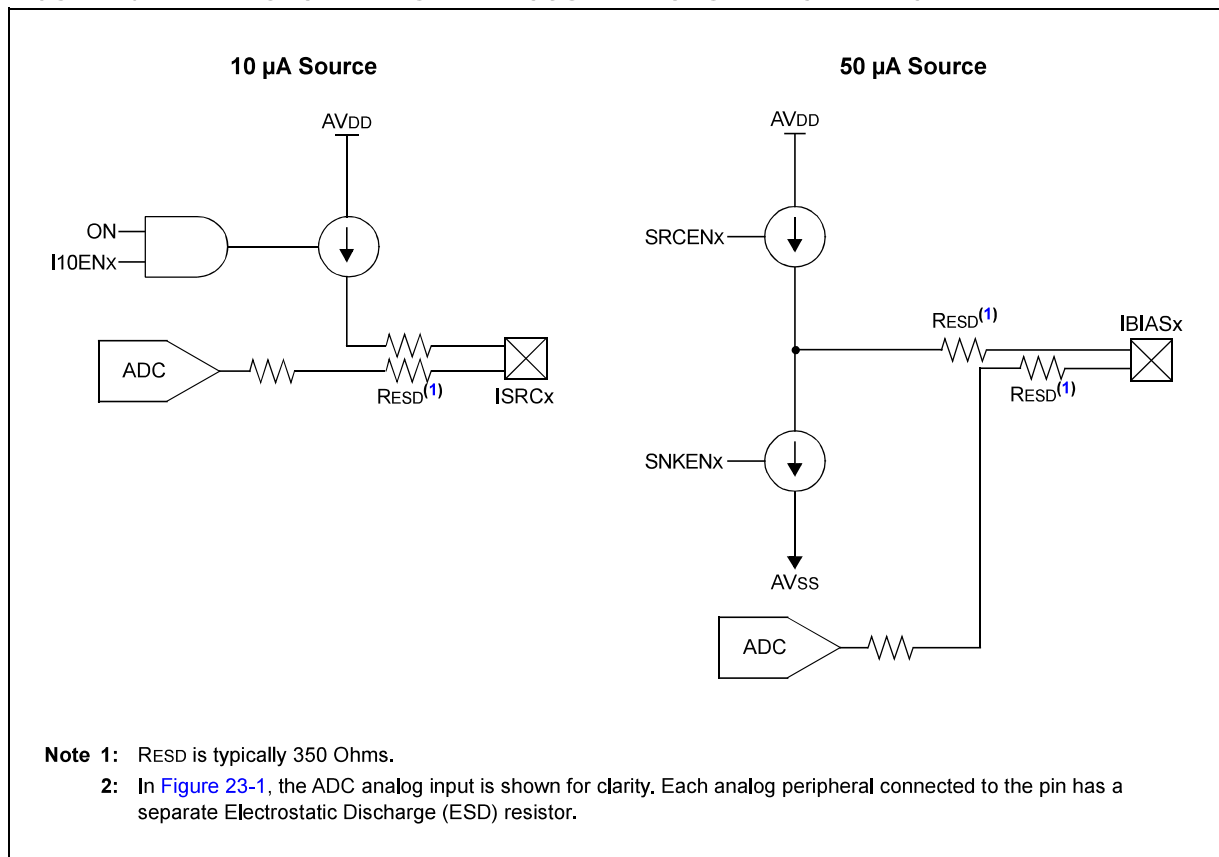 10 µA Source
50 µA Source
AVDD
AVDD
ON
I10ENx
SRCENx
RESD(1)
IBIASx
ADC
RESD(1)
ISRCx
RESD(1)
SNKENx
AVSS
ADC
Note 1: RESD is typically 350 Ohms.
2: In Figure 23-1, the ADC analog input is shown for clarity. Each analog peripheral connected to the pin has a
separate Electrostatic Discharge (ESD) resistor.